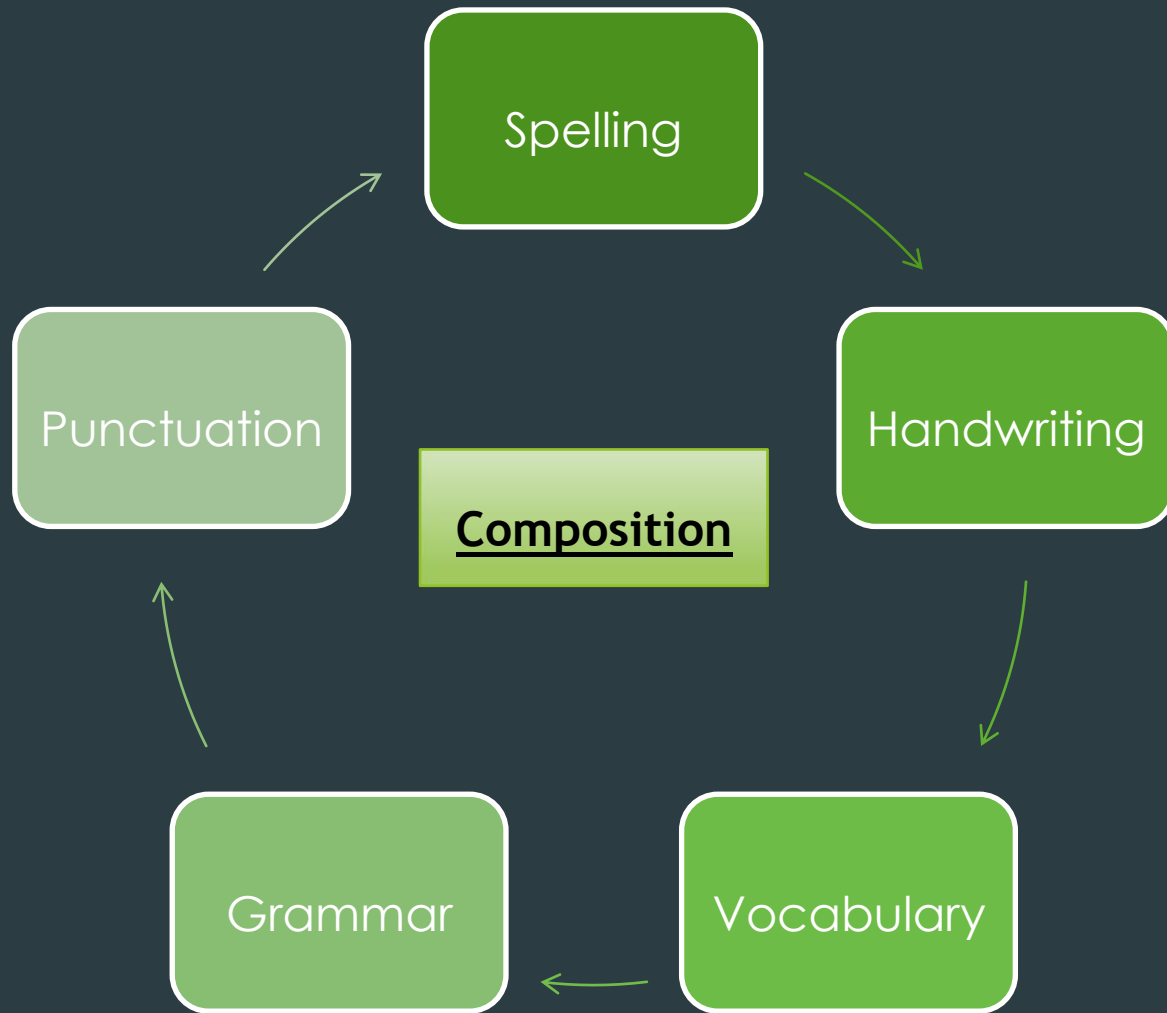 Spelling
Handwriting
Vocabulary
Grammar
Punctuation
Composition